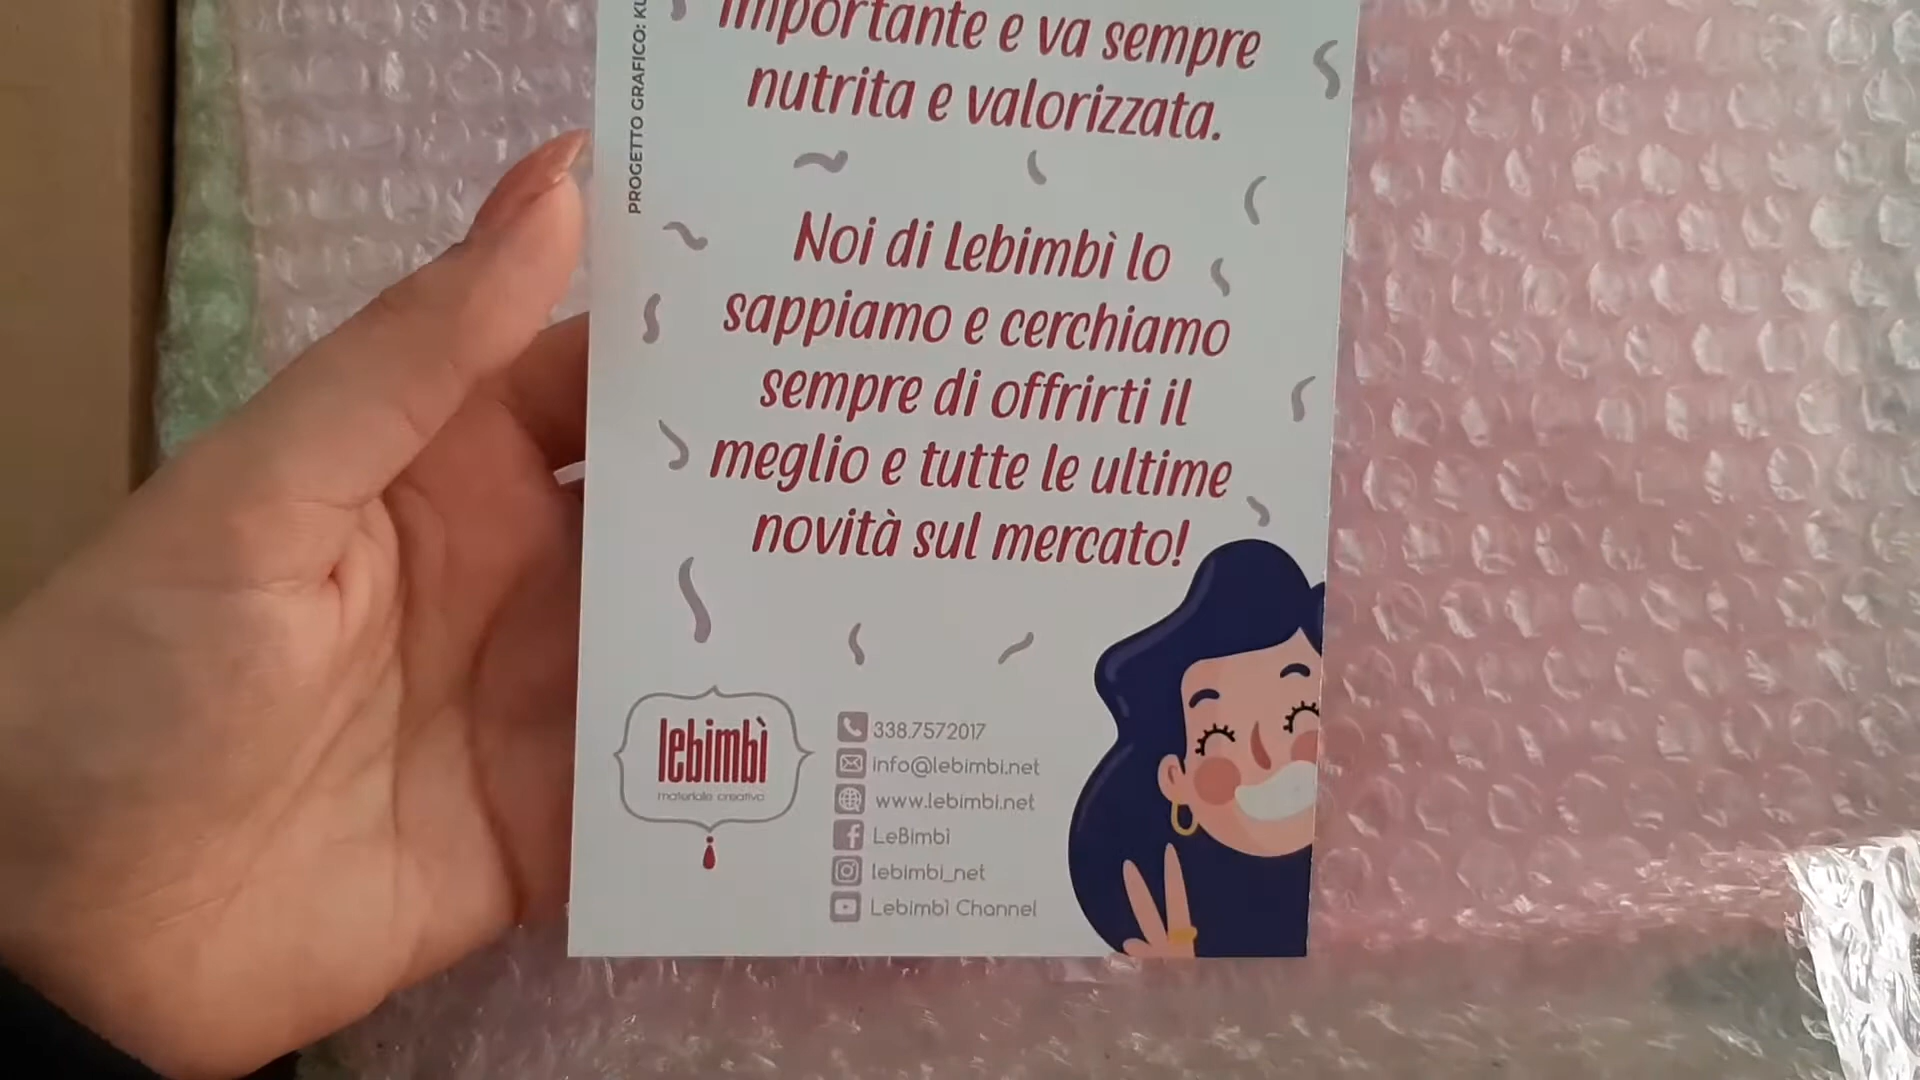 importante e va sempre
nutrita e valorizzata.
Noi di Lebimbì lo
sappiamo e cerchiamo
sempre di offrirti il
meglio e tutte le ultime
novità sul mercato!
PROGETTO GRAFICO:
lebimbì
materiale creativo
338.7572017
info@lebimbi.net
www.lebimbi.net
LeBimbì
lebimbi_net
Lebimbì Channel